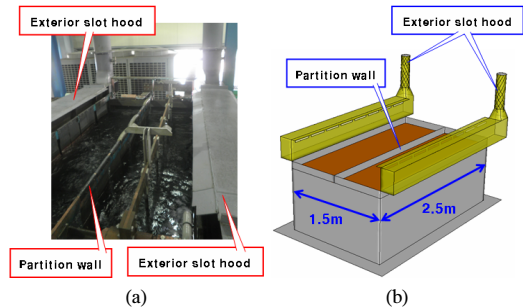 Exterior slot hood
Partition wall
Exterior slot hood
(a)
Exterior slot hood
Partition wall
1.5m
2.5m
(b)